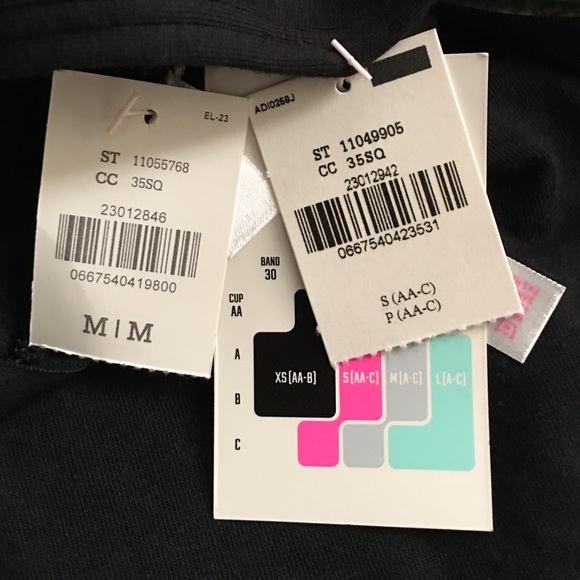 EL-23
ST 11055768
CC 35SQ
23012846
0667540419800
M | M
ADI0258J
ST 11049905
CC 35SQ
23012942
0667540423531
S (AA-C)
P (AA-C)
BAND
30
CUP
AA
A
B
C
XS[AA-B]
S[AA-C]
M[A-C]
L[A-C]